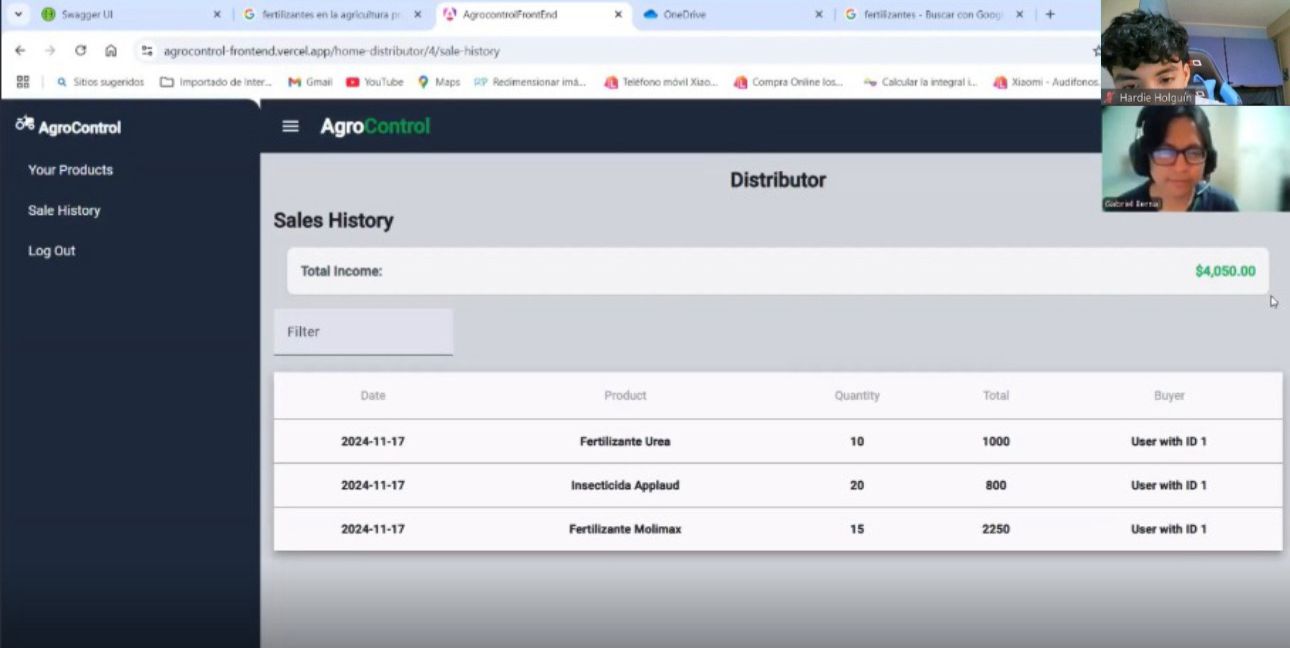 Swagger UI
fertilizantes en la agricultura pr
AgrocontrolFrontEnd
OneDrive
fertilizantes - Buscar con Goog
agrocontrol-frontend.vercel.app/home-distributor/4/sale-history
Sitios sugeridos
Importado de Inter...
Gmail
YouTube
Maps
Redimensionar imá...
Teléfono móvil Xiao...
Compra Online los...
Calcular la integral i...
Xiaomi - Audifonos
Hardie Holguín
Gabriel
AgroControl
AgroControl
Your Products
Sale History
Log Out
Distributor
Sales History
Total Income: $4,050.00
Filter
Date Product Quantity Total Buyer
2024-11-17 Fertilizante Urea 10 1000 User with ID 1
2024-11-17 Insecticida Applaud 20 800 User with ID 1
2024-11-17 Fertilizante Molimax 15 2250 User with ID 1